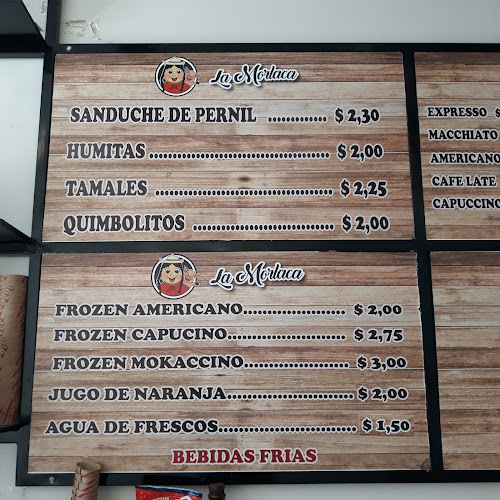 La Morlaca
SANDUCHE DE PERNIL ............. $ 2,30
HUMITAS ........................................ $ 2,00
TAMALES ........................................ $ 2,25
QUIMBOLITOS ................................ $ 2,00
EXPRESSO $
MACCHIATO
AMERICANO
CAFE LATE
CAPUCCINO
La Morlaca
FROZEN AMERICANO...................... $ 2,00
FROZEN CAPUCINO......................... $ 2,75
FROZEN MOKACCINO...................... $ 3,00
JUGO DE NARANJA.......................... $ 2,00
AGUA DE FRESCOS............................ $ 1,50
BEBIDAS FRIAS